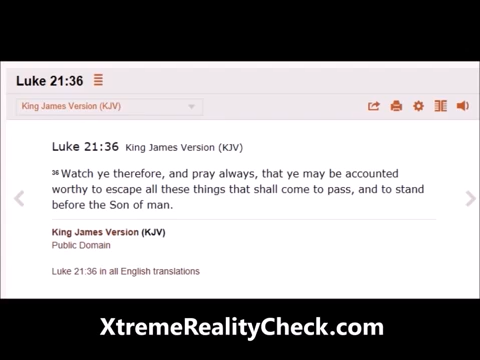 Luke 21:36
King James Version (KJV)
Luke 21:36 King James Version (KJV)
36 Watch ye therefore, and pray always, that ye may be accounted
worthy to escape all these things that shall come to pass, and to stand
before the Son of man.
King James Version (KJV)
Public Domain
Luke 21:36 in all English translations
XtremeRealityCheck.com